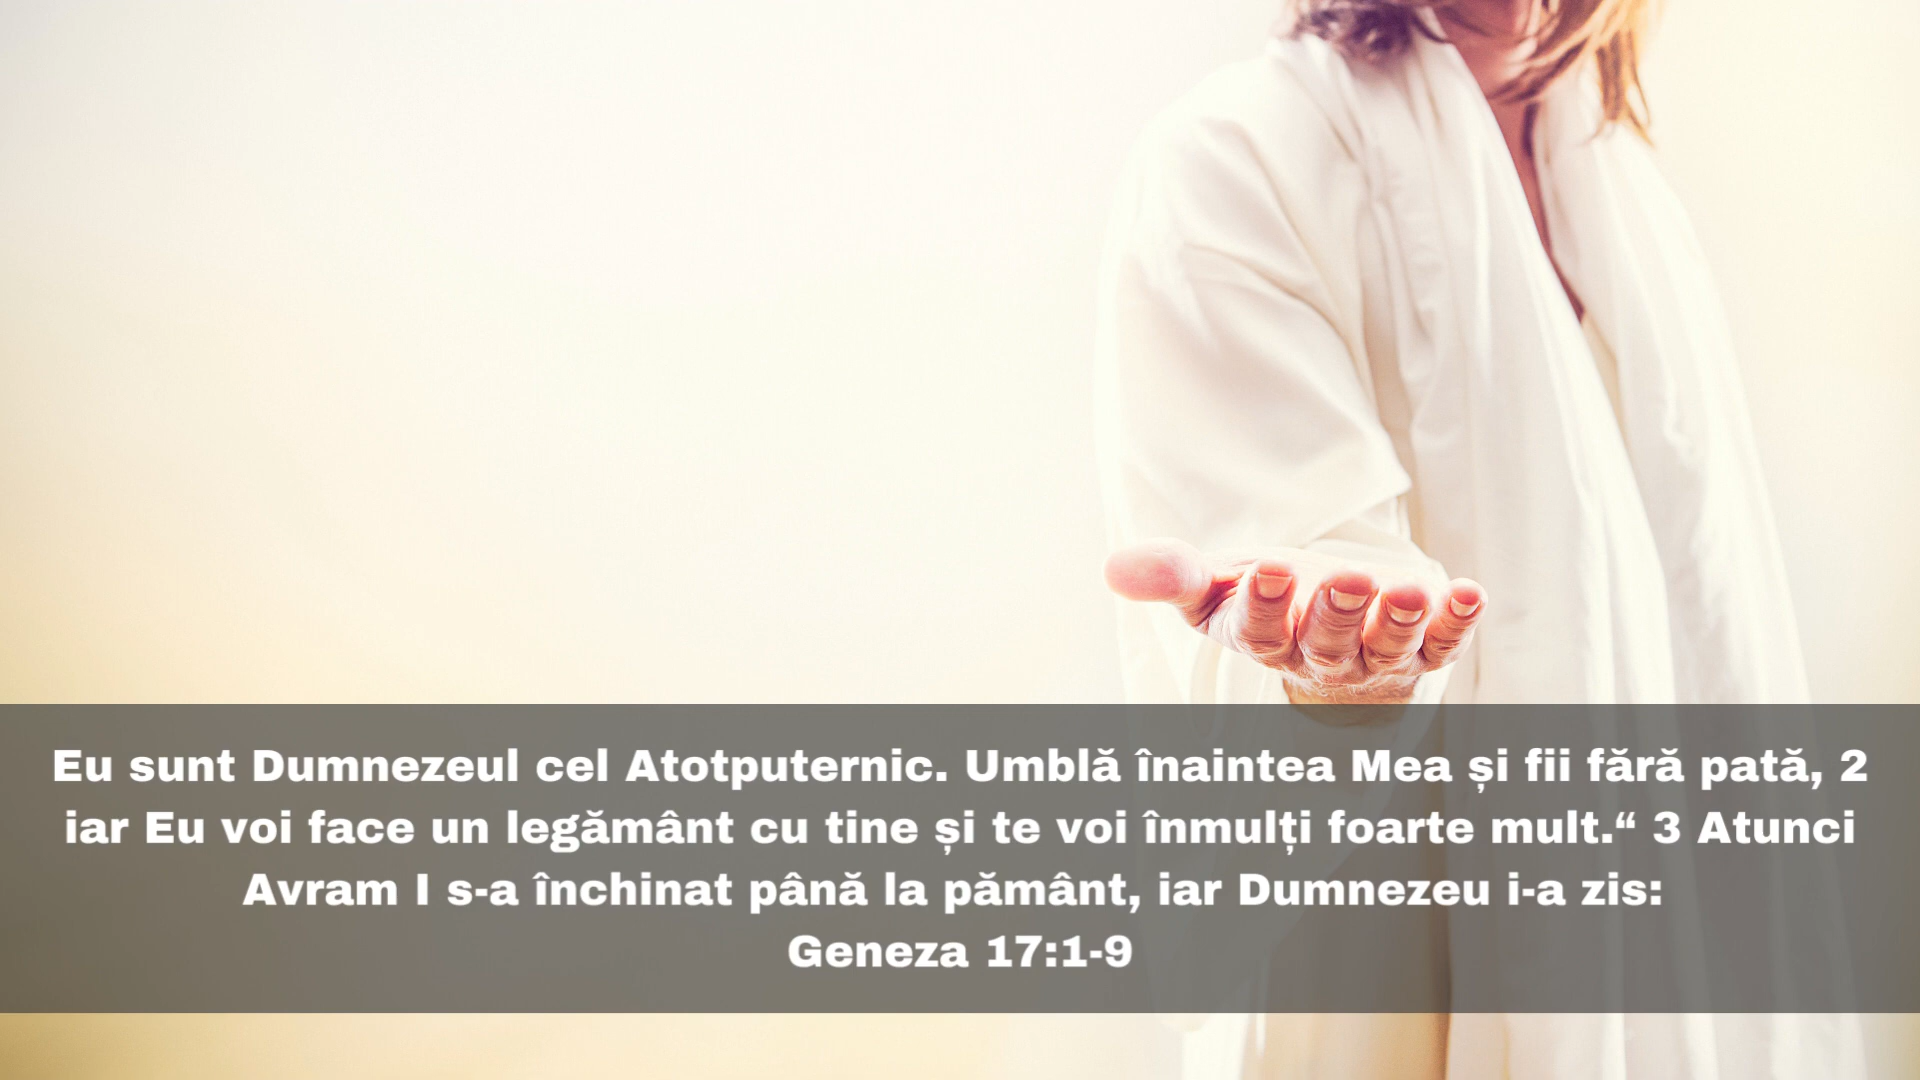 Eu sunt Dumnezeul cel Atotputernic. Umblă înaintea Mea și fii fără pată, 2
iar Eu voi face un legământ cu tine și te voi înmulți foarte mult.“ 3 Atunci
Avram I s-a închinat până la pământ, iar Dumnezeu i-a zis:
Geneza 17:1-9